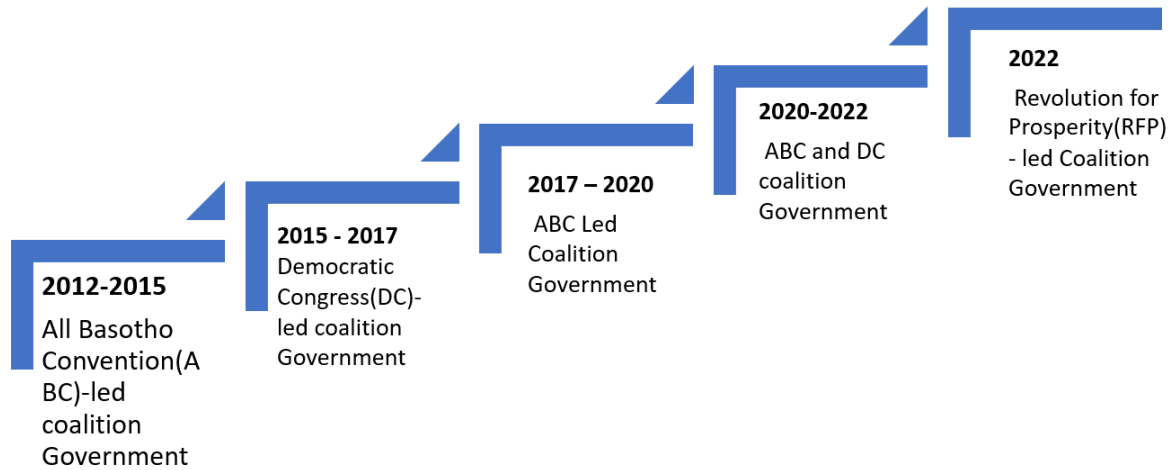 2012-2015
All Basotho
Convention(A
BC)-led
coalition
Government
2015 - 2017
Democratic
Congress(DC)-
led coalition
Government
2017 – 2020
ABC Led
Coalition
Government
2020-2022
ABC and DC
coalition
Government
2022
Revolution for
Prosperity(RFP)
- led Coalition
Government